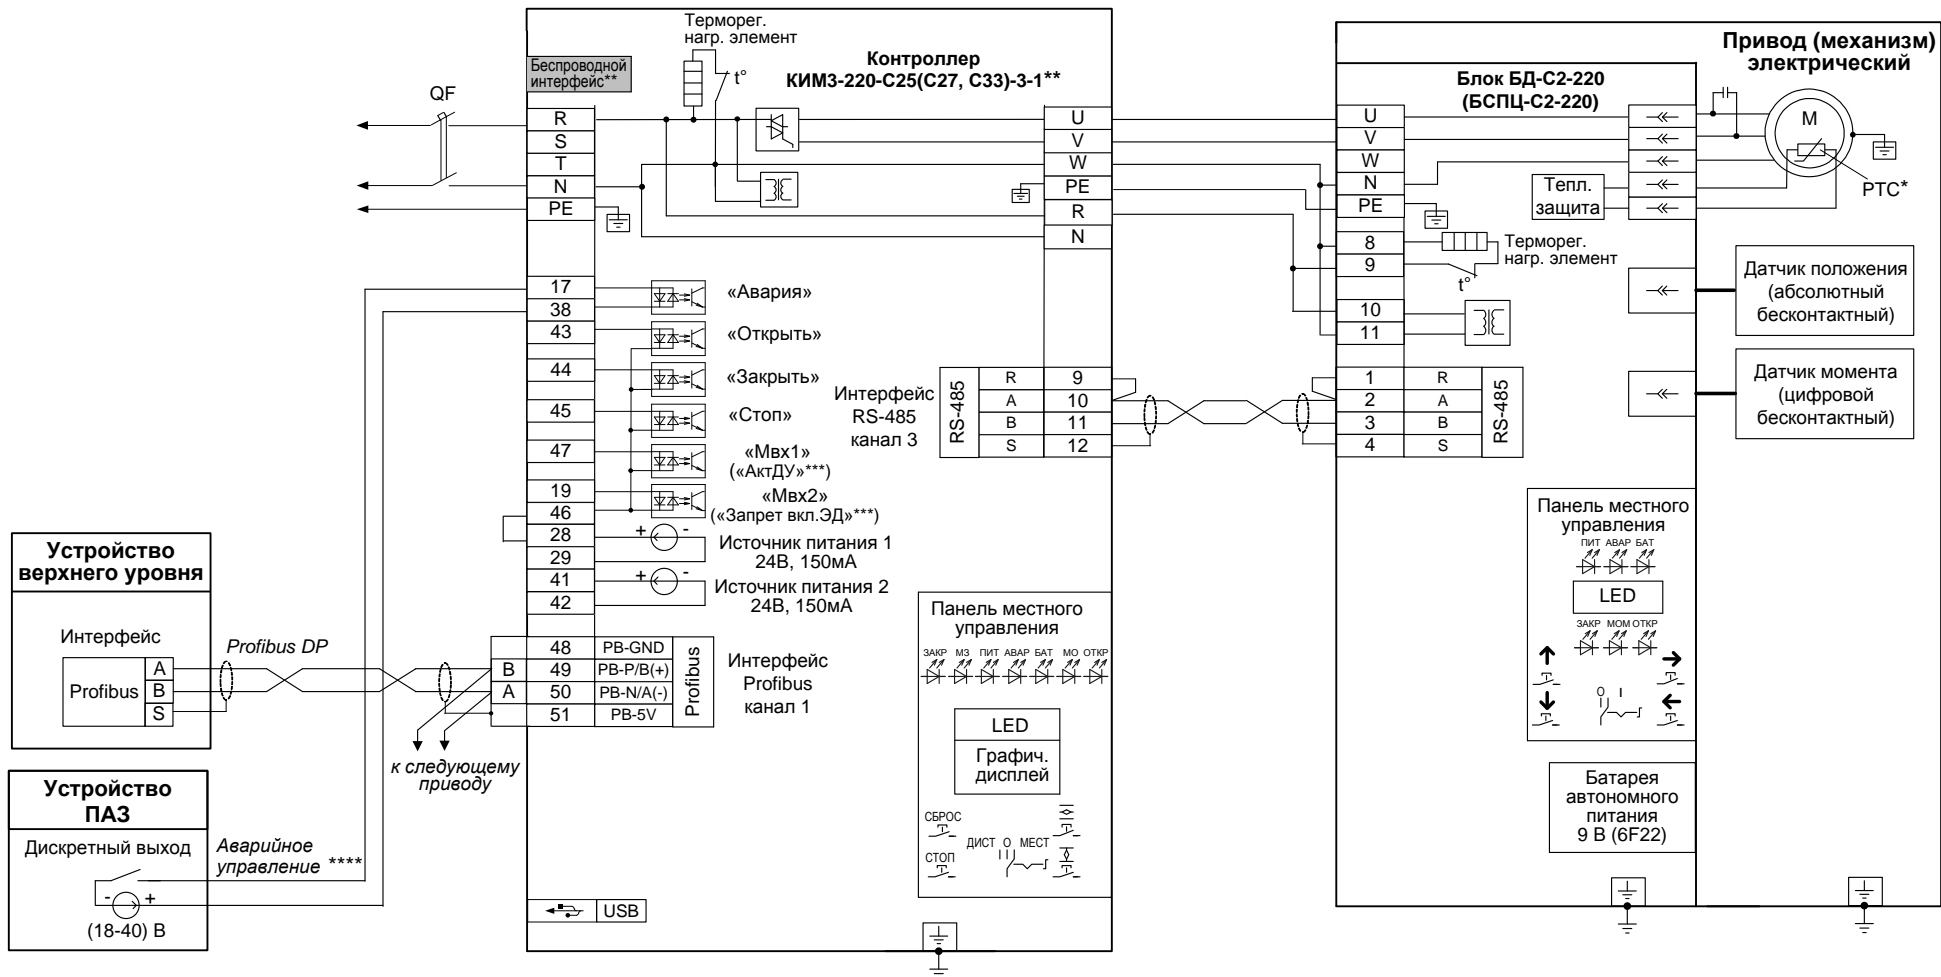 Терморег.
нагр. элемент
t°
Беспроводной
интерфейс**
Контроллер
КИМ3-220-С25(С27, С33)-3-1**
QF
R
S
T
N
PE
U
V
W
PE
R
N
17
38
43
44
45
47
19
46
28
29
41
42
«Авария»
«Открыть»
«Закрыть»
«Стоп»
«Мвх1»
(«АктДУ»***)
«Мвх2»
(«Запрет вкл.ЭД»***)
+ -
Источник питания 1
24В, 150мА
+ -
Источник питания 2
24В, 150мА
Интерфейс
RS-485
канал 3
RS-485
R 9
A 10
B 11
S 12
48 PB-GND
B 49 PB-P/B(+)
A 50 PB-N/A(-)
51 PB-5V
Profibus
Интерфейс
Profibus
канал 1
Панель местного
управления
ЗАКР МЗ ПИТ АВАР БАТ МО ОТКР
LED
Графич.
дисплей
СБРОС
СТОП
ДИСТ О МЕСТ
USB
Устройство
верхнего уровня
Интерфейс
Profibus
A
B
S
Profibus DP
к следующему
приводу
Устройство
ПАЗ
Дискретный выход
- +
(18-40) В
Аварийное
управление ****
Привод (механизм)
электрический
Блок БД-С2-220
(БСПЦ-С2-220)
U
V
W
N
PE
8
9
10
11
M
PTC*
Тепл.
защита
Терморег.
нагр. элемент
t°
1 R
2 A
3 B
4 S
RS-485
Датчик положения
(абсолютный
бесконтактный)
Датчик момента
(цифровой
бесконтактный)
Панель местного
управления
ПИТ АВАР БАТ
LED
ЗАКР МОМ ОТКР
О I
Батарея
автономного
питания
9 В (6F22)